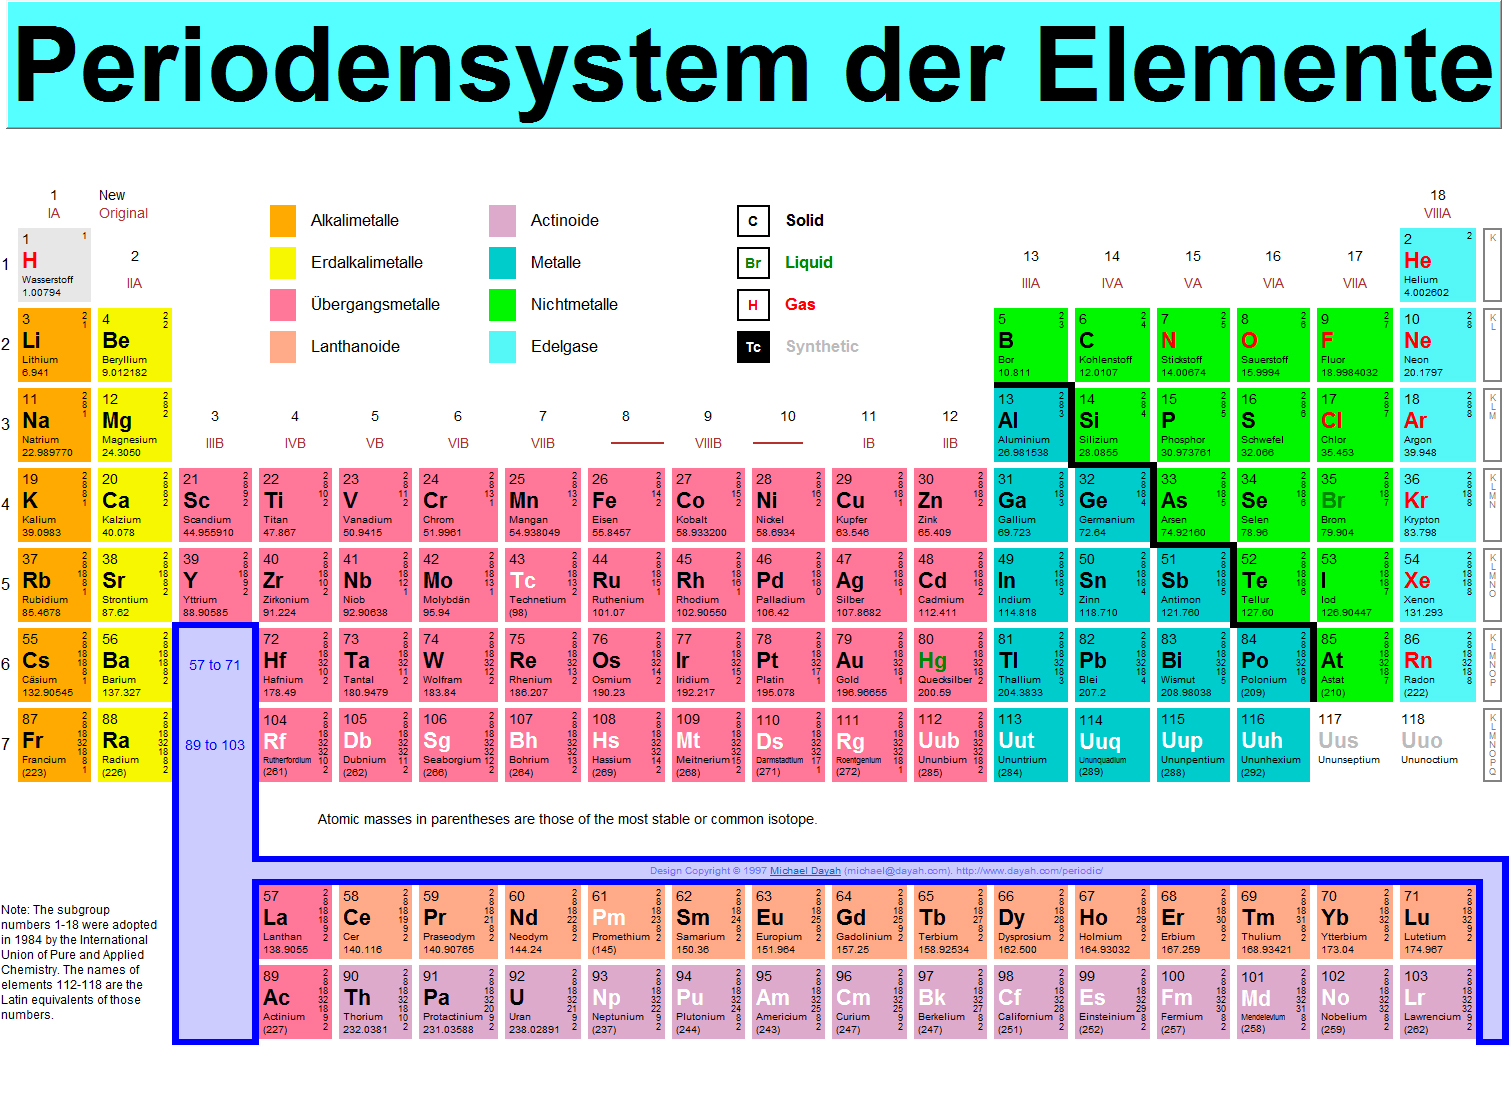 Periodensystem der Elemente
1 New 18
IA Original VIIIA
2 13 14 15 16 17
IIA IIIA IVA VA VIA VIIA
Alkalimetalle Actinoide C Solid
Erdalkalimetalle Metalle Br Liquid
Übergangsmetalle Nichtmetalle H Gas
Lanthanoide Edelgase Tc Synthetic
1
1 1 2 2 K
H He
Wasserstoff Helium
1.00794 4.002602
2
3 4 5 6 7 8 9 10 K L
Li Be B C N O F Ne
Lithium Beryllium Bor Kohlenstoff Stickstoff Sauerstoff Fluor Neon
6.941 9.012182 10.811 12.0107 14.00674 15.9994 18.9984032 20.1797
3
11 12 13 14 15 16 17 18 K L M
Na Mg Al Si P S Cl Ar
Natrium Magnesium Aluminium Silizium Phosphor Schwefel Chlor Argon
22.989770 24.3050 26.981538 28.0855 30.973761 32.066 35.453 39.948
3 4 5 6 7 8 9 10 11 12
IIIB IVB VB VIB VIIB VIIIB IB IIB
4
19 20 21 22 23 24 25 26 27 28 29 30 31 32 33 34 35 36 K L M N
K Ca Sc Ti V Cr Mn Fe Co Ni Cu Zn Ga Ge As Se Br Kr
Kalium Kalzium Scandium Titan Vanadium Chrom Mangan Eisen Kobalt Nickel Kupfer Zink Gallium Germanium Arsen Selen Brom Krypton
39.0983 40.078 44.955910 47.867 50.9415 51.9961 54.938049 55.8457 58.933200 58.6934 63.546 65.409 69.723 72.64 74.92160 78.96 79.904 83.798
5
37 38 39 40 41 42 43 44 45 46 47 48 49 50 51 52 53 54 K L M N O
Rb Sr Y Zr Nb Mo Tc Ru Rh Pd Ag Cd In Sn Sb Te I Xe
Rubidium Strontium Yttrium Zirkonium Niob Molybdän Technetium Ruthenium Rhodium Palladium Silber Cadmium Indium Zinn Antimon Tellur Iod Xenon
85.4678 87.62 88.90585 91.224 92.90638 95.94 (98) 101.07 102.90550 106.42 107.8682 112.411 114.818 118.710 121.760 127.60 126.90447 131.293
6
55 56 57 to 71 72 73 74 75 76 77 78 79 80 81 82 83 84 85 86 K L M N O P
Cs Ba Hf Ta W Re Os Ir Pt Au Hg Tl Pb Bi Po At Rn
Cäsium Barium Hafnium Tantal Wolfram Rhenium Osmium Iridium Platin Gold Quecksilber Thallium Blei Wismut Polonium Astat Radon
132.90545 137.327 178.49 180.9479 183.84 186.207 190.23 192.217 195.078 196.96655 200.59 204.3833 207.2 208.98038 (209) (210) (222)
7
87 88 89 to 103 104 105 106 107 108 109 110 111 112 113 114 115 116 117 118 K L M N O P Q
Fr Ra Rf Db Sg Bh Hs Mt Ds Rg Uub Uut Uuq Uup Uuh Uus Uuo
Francium Radium Rutherfordium Dubnium Seaborgium Bohrium Hassium Meitnerium Darmstadtium Roentgenium Ununbium Ununtrium Ununquadium Ununpentium Ununhexium Ununseptium Ununoctium
(223) (226) (261) (262) (266) (264) (269) (268) (271) (272) (285) (284) (289) (288) (292)
Atomic masses in parentheses are those of the most stable or common isotope.
Design Copyright © 1997 Michael Dayah (michael@dayah.com). http://www.dayah.com/periodic/
57 58 59 60 61 62 63 64 65 66 67 68 69 70 71
La Ce Pr Nd Pm Sm Eu Gd Tb Dy Ho Er Tm Yb Lu
Lanthan Cer Praseodym Neodym Promethium Samarium Europium Gadolinium Terbium Dysprosium Holmium Erbium Thulium Ytterbium Lutetium
138.9055 140.116 140.90765 144.24 (145) 150.36 151.964 157.25 158.92534 162.500 164.93032 167.259 168.93421 173.04 174.967
89 90 91 92 93 94 95 96 97 98 99 100 101 102 103
Ac Th Pa U Np Pu Am Cm Bk Cf Es Fm Md No Lr
Actinium Thorium Protactinium Uran Neptunium Plutonium Americium Curium Berkelium Californium Einsteinium Fermium Mendelevium Nobelium Lawrencium
(227) 232.0381 231.03588 238.02891 (237) (244) (243) (247) (247) (251) (252) (257) (258) (259) (262)
Note: The subgroup
numbers 1-18 were adopted
in 1984 by the International
Union of Pure and Applied
Chemistry. The names of
elements 112-118 are the
Latin equivalents of those
numbers.